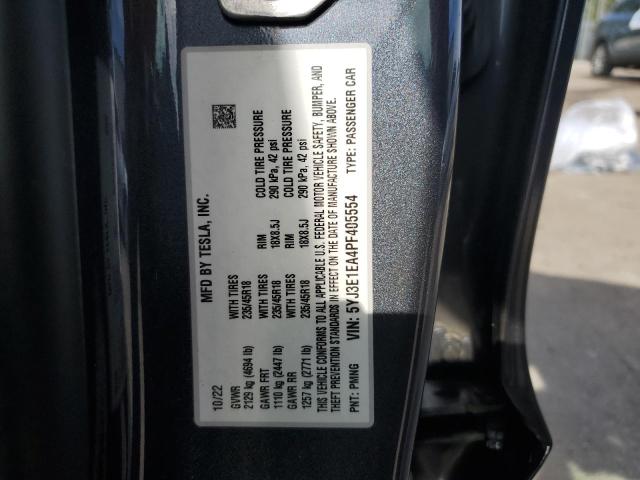 MFD BY TESLA, INC.
10/22
GVWR
2129 kg (4694 lb)
GAWR FRT WITH TIRES RIM COLD TIRE PRESSURE
1110 kg (2447 lb) 235/45R18 18X8.5J 290 kPa, 42 psi
GAWR RR WITH TIRES RIM COLD TIRE PRESSURE
1257 kg (2771 lb) 235/45R18 18X8.5J 290 kPa, 42 psi
WITH TIRES
235/45R18
THIS VEHICLE CONFORMS TO ALL APPLICABLE U.S. FEDERAL MOTOR VEHICLE SAFETY, BUMPER, AND
THEFT PREVENTION STANDARDS IN EFFECT ON THE DATE OF MANUFACTURE SHOWN ABOVE.
VIN: 5YJ3E1EA4PF405554
PNT: PMNG TYPE: PASSENGER CAR